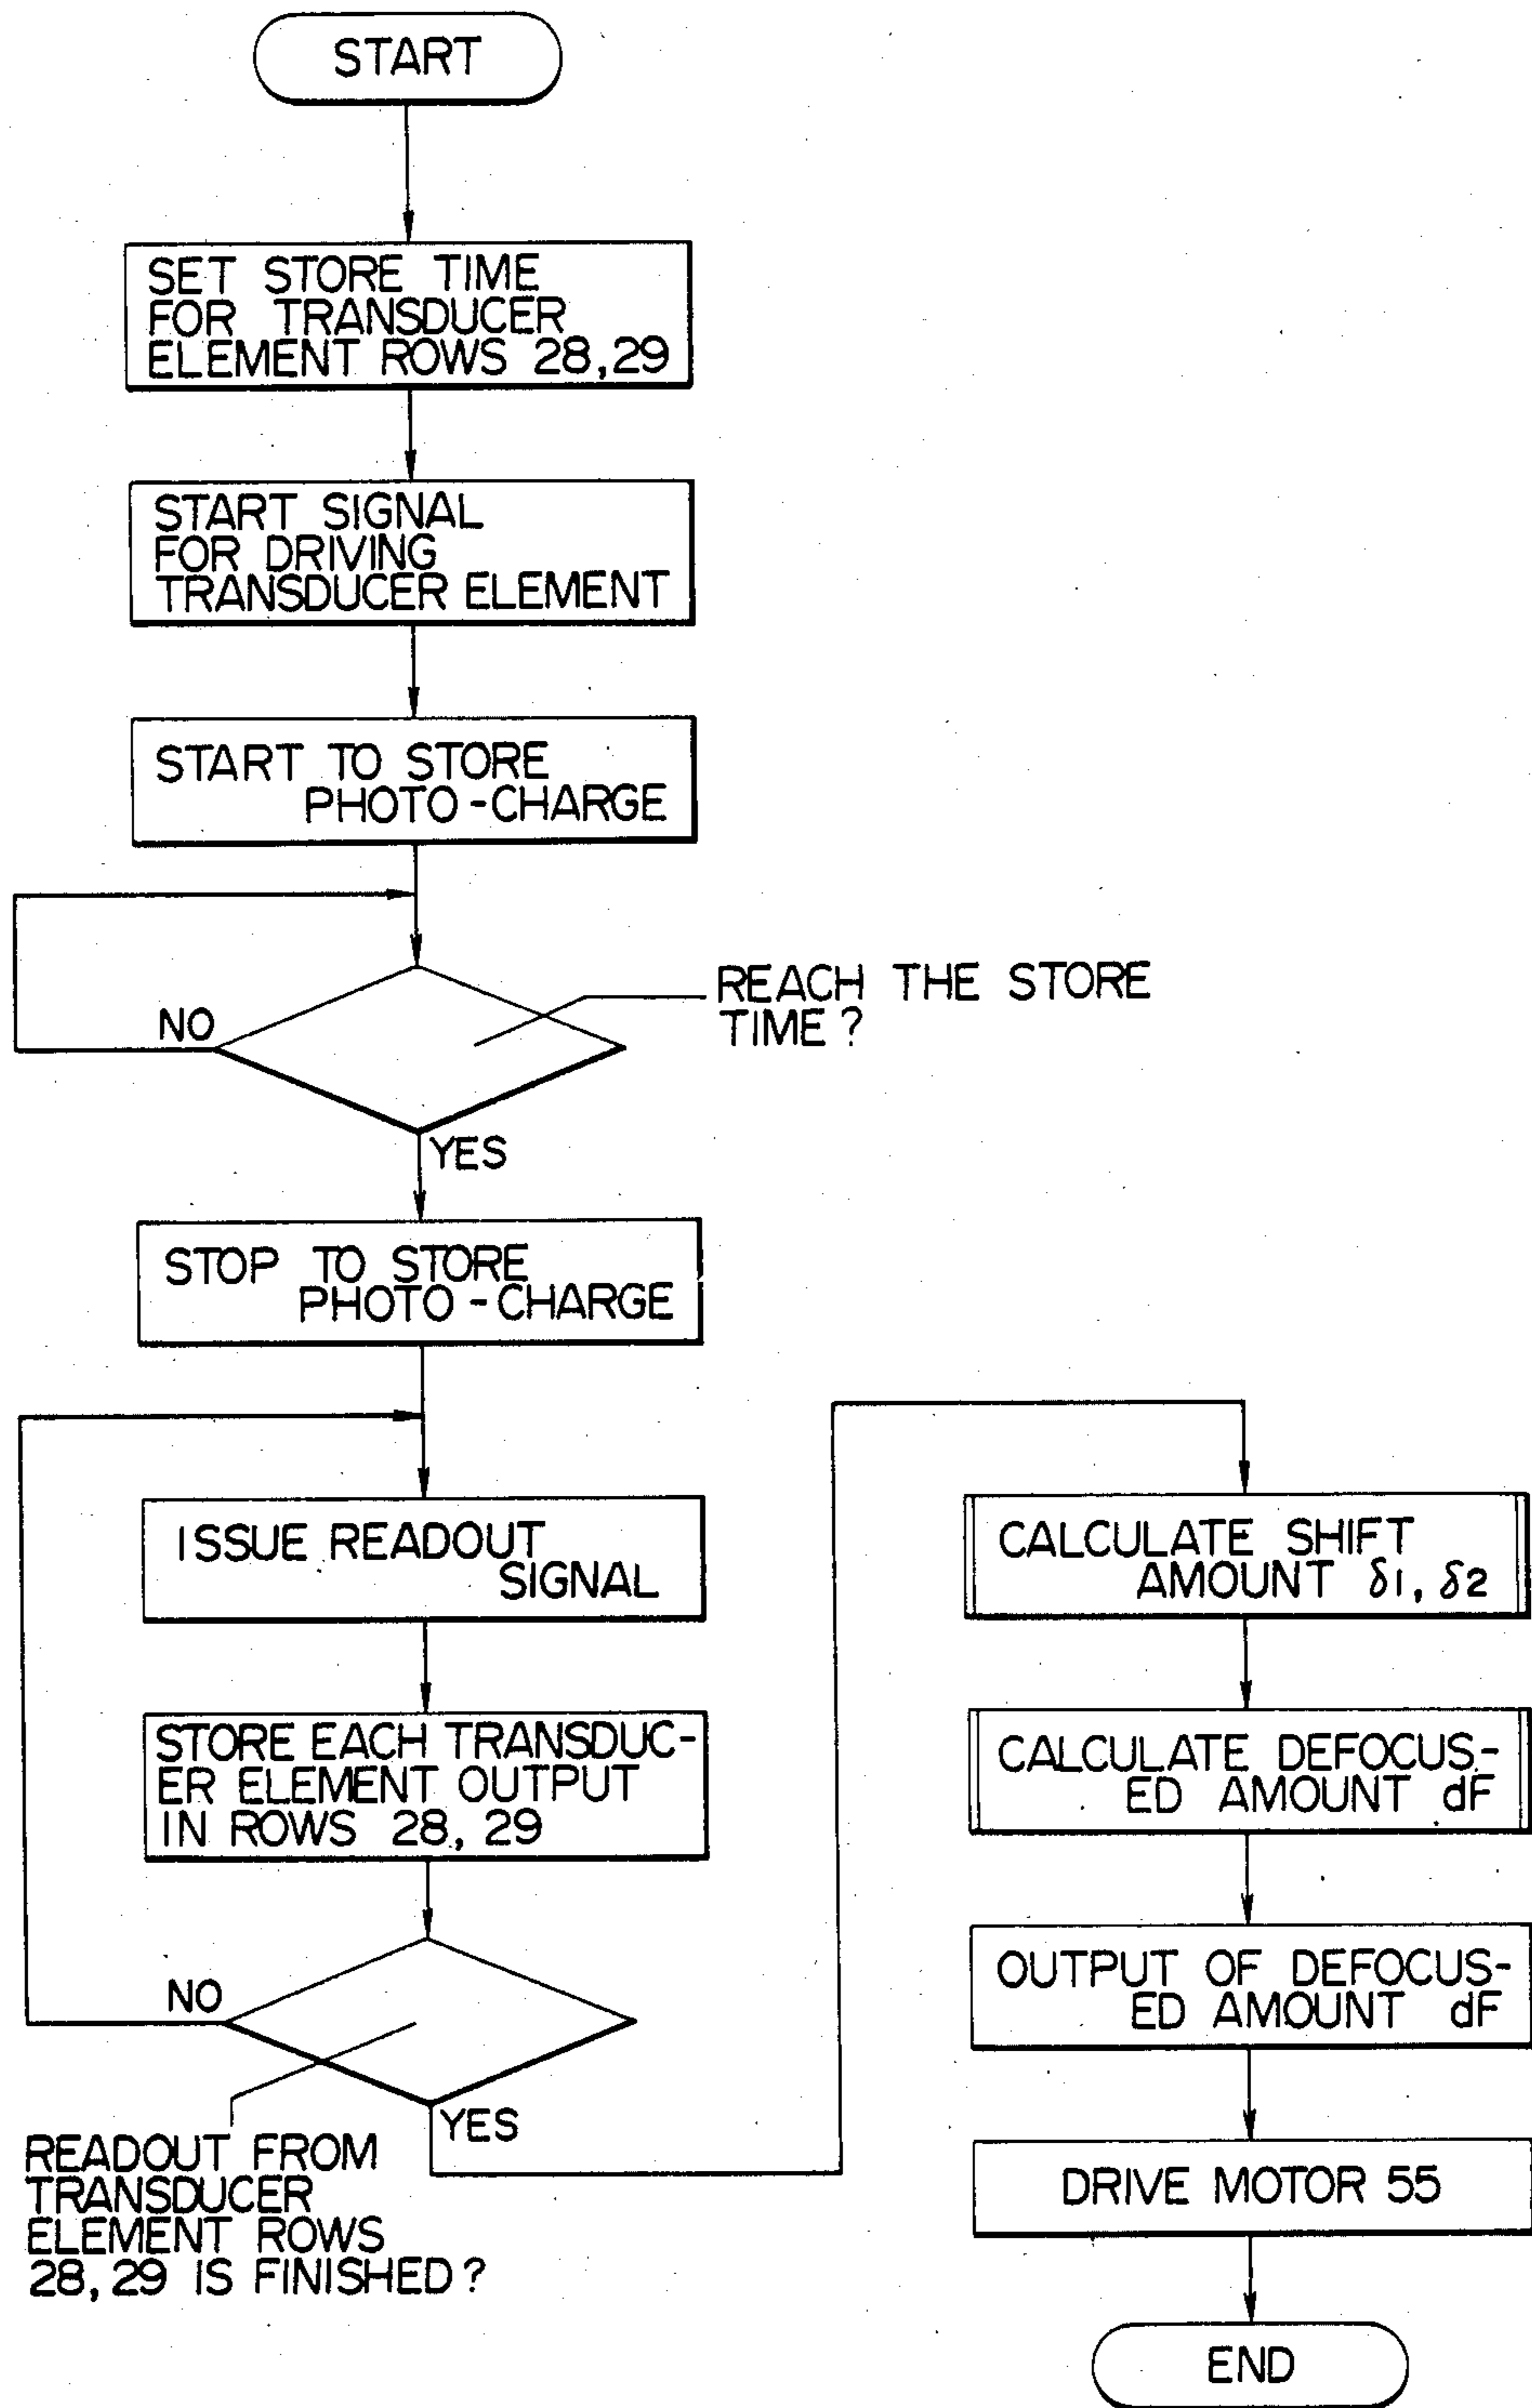 START
SET STORE TIME
FOR TRANSDUCER
ELEMENT ROWS 28,29
START SIGNAL
FOR DRIVING
TRANSDUCER ELEMENT
START TO STORE
PHOTO-CHARGE
REACH THE STORE
TIME?
NO
YES
STOP TO STORE
PHOTO-CHARGE
ISSUE READOUT
SIGNAL
STORE EACH TRANSDUC-
ER ELEMENT OUTPUT
IN ROWS 28, 29
NO
YES
READOUT FROM
TRANSDUCER
ELEMENT ROWS
28, 29 IS FINISHED?
CALCULATE SHIFT
AMOUNT δ1, δ2
CALCULATE DEFOCUS-
ED AMOUNT dF
OUTPUT OF DEFOCUS-
ED AMOUNT dF
DRIVE MOTOR 55
END